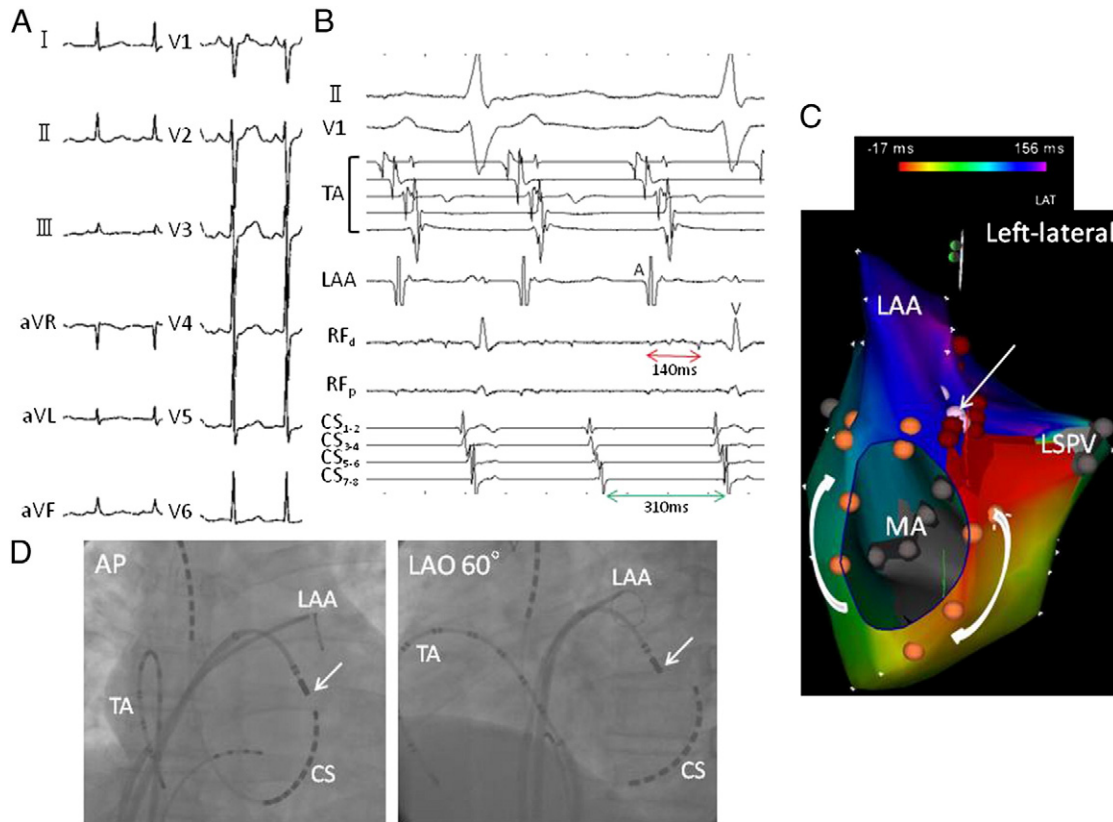 A
I V1
II V2
III V3
aVR V4
aVL V5
aVF V6
B
II
V1
TA
LAA A
V
RFd
140ms
RFp
CS1-2
CS3-4
CS5-6
CS7-8
310ms
C
-17 ms 156 ms
LAT
Left-lateral
LAA
LSPV
MA
D
AP
LAA
TA
CS
LAO 60°
LAA
TA
CS